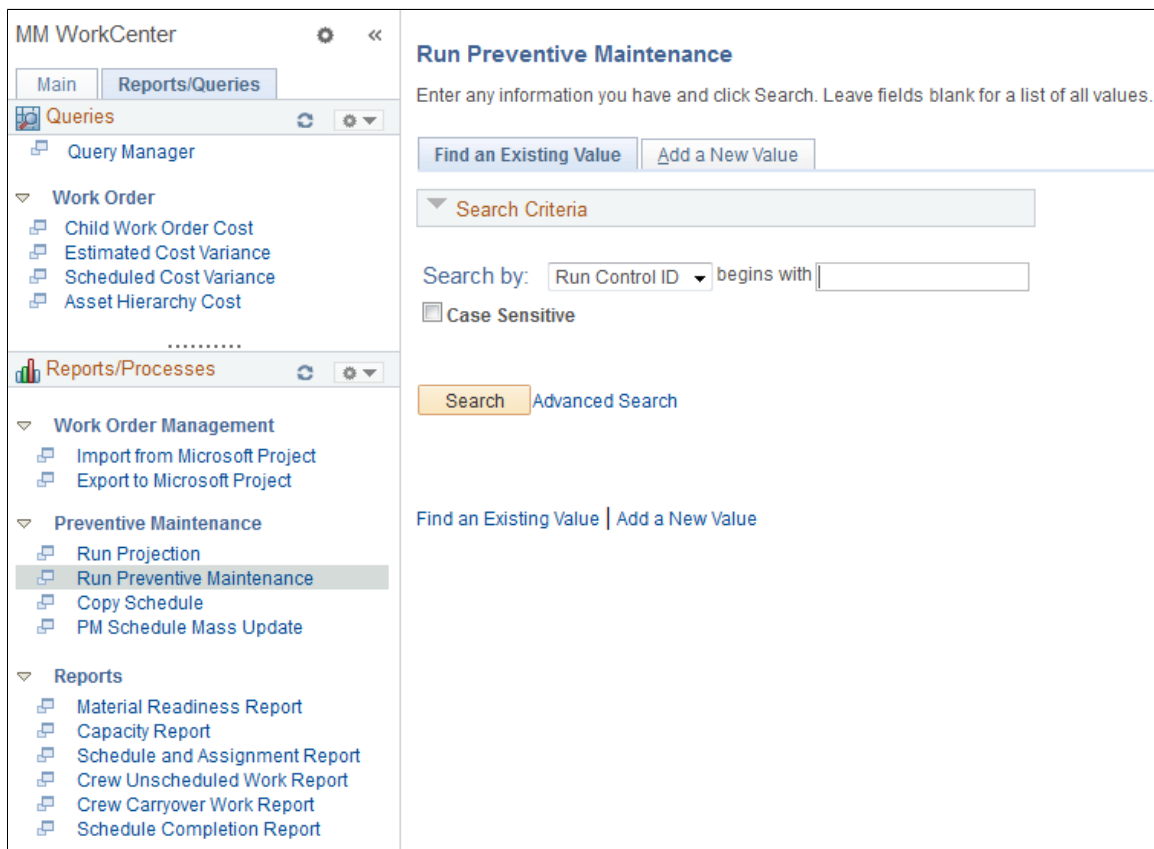 MM WorkCenter
Main
Reports/Queries
Queries
Query Manager
Work Order
Child Work Order Cost
Estimated Cost Variance
Scheduled Cost Variance
Asset Hierarchy Cost
Reports/Processes
Work Order Management
Import from Microsoft Project
Export to Microsoft Project
Preventive Maintenance
Run Projection
Run Preventive Maintenance
Copy Schedule
PM Schedule Mass Update
Reports
Material Readiness Report
Capacity Report
Schedule and Assignment Report
Crew Unscheduled Work Report
Crew Carryover Work Report
Schedule Completion Report
Run Preventive Maintenance
Enter any information you have and click Search. Leave fields blank for a list of all values.
Find an Existing Value
Add a New Value
Search Criteria
Search by: Run Control ID begins with
Case Sensitive
Search Advanced Search
Find an Existing Value | Add a New Value